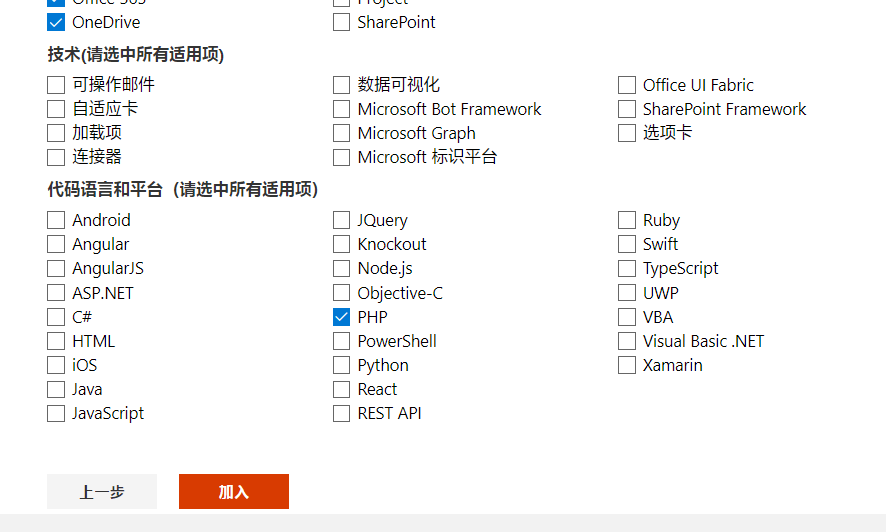 Office 365 Project
OneDrive SharePoint
技术(请选中所有适用项)
可操作邮件 数据可视化 Office UI Fabric
自适应卡 Microsoft Bot Framework SharePoint Framework
加载项 Microsoft Graph 选项卡
连接器 Microsoft 标识平台
代码语言和平台（请选中所有适用项）
Android JQuery Ruby
Angular Knockout Swift
AngularJS Node.js TypeScript
ASP.NET Objective-C UWP
C# PHP VBA
HTML PowerShell Visual Basic .NET
iOS Python Xamarin
Java React
JavaScript REST API
上一步 加入